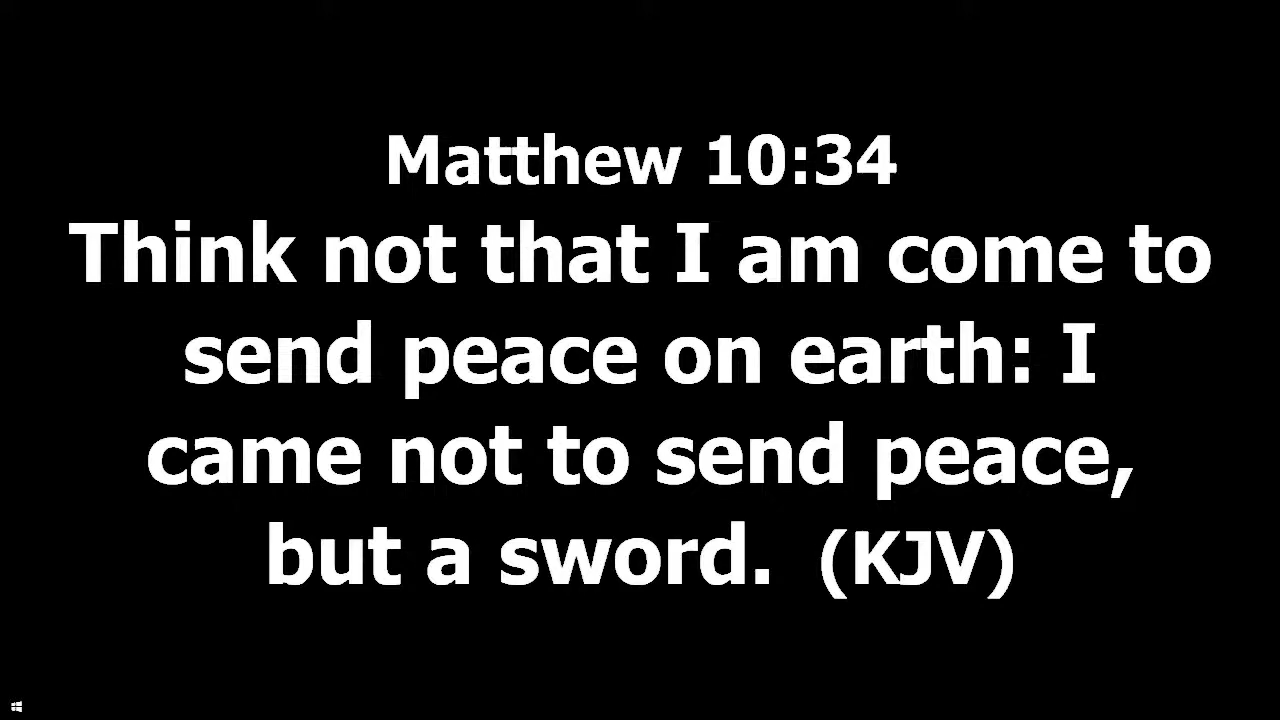 Matthew 10:34
Think not that I am come to
send peace on earth: I
came not to send peace,
but a sword.  (KJV)